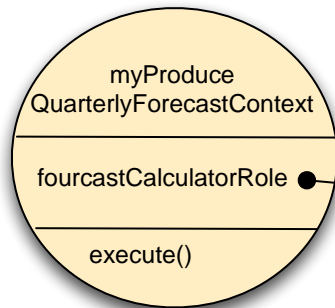 myProduce
QuarterlyForecastContext
fourcastCalculatorRole
execute()